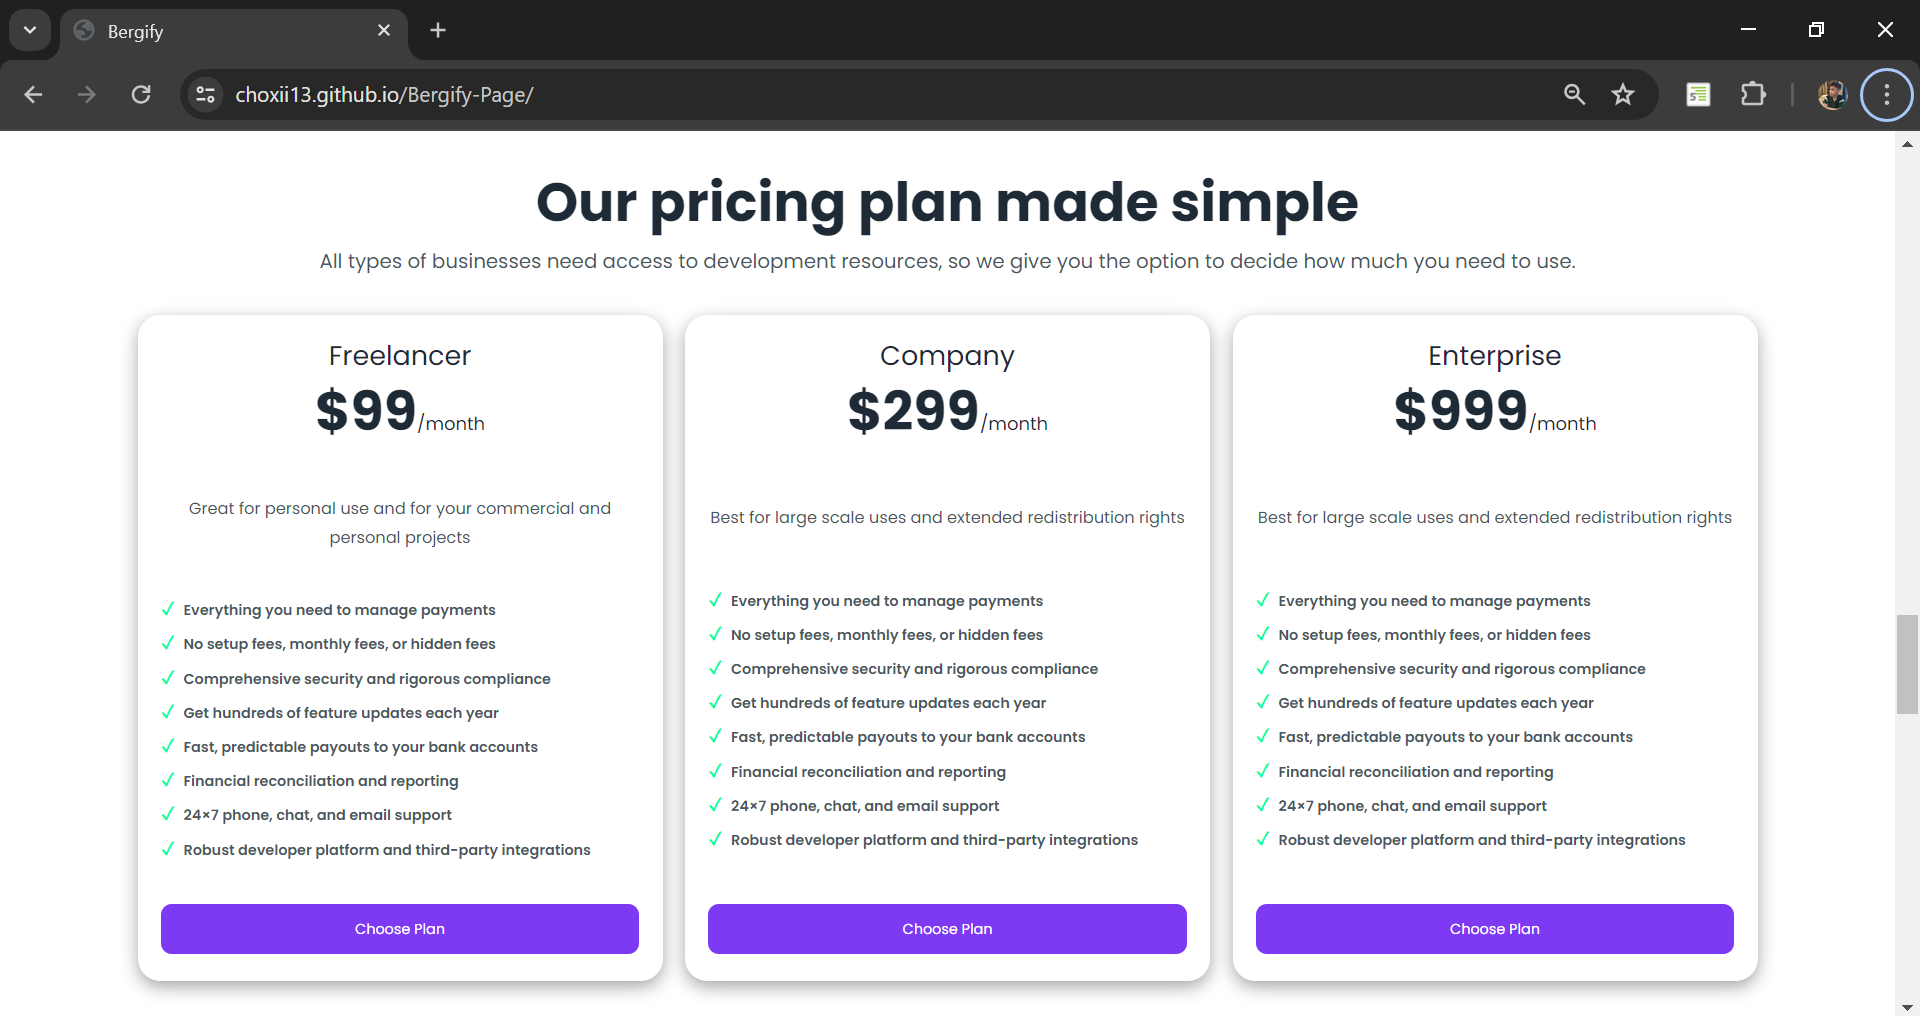 Bergify
choxii13.github.io/Bergify-Page/
Our pricing plan made simple
All types of businesses need access to development resources, so we give you the option to decide how much you need to use.
Freelancer
$99/month
Great for personal use and for your commercial and
personal projects
✓ Everything you need to manage payments
✓ No setup fees, monthly fees, or hidden fees
✓ Comprehensive security and rigorous compliance
✓ Get hundreds of feature updates each year
✓ Fast, predictable payouts to your bank accounts
✓ Financial reconciliation and reporting
✓ 24×7 phone, chat, and email support
✓ Robust developer platform and third-party integrations
Choose Plan
Company
$299/month
Best for large scale uses and extended redistribution rights
✓ Everything you need to manage payments
✓ No setup fees, monthly fees, or hidden fees
✓ Comprehensive security and rigorous compliance
✓ Get hundreds of feature updates each year
✓ Fast, predictable payouts to your bank accounts
✓ Financial reconciliation and reporting
✓ 24×7 phone, chat, and email support
✓ Robust developer platform and third-party integrations
Choose Plan
Enterprise
$999/month
Best for large scale uses and extended redistribution rights
✓ Everything you need to manage payments
✓ No setup fees, monthly fees, or hidden fees
✓ Comprehensive security and rigorous compliance
✓ Get hundreds of feature updates each year
✓ Fast, predictable payouts to your bank accounts
✓ Financial reconciliation and reporting
✓ 24×7 phone, chat, and email support
✓ Robust developer platform and third-party integrations
Choose Plan